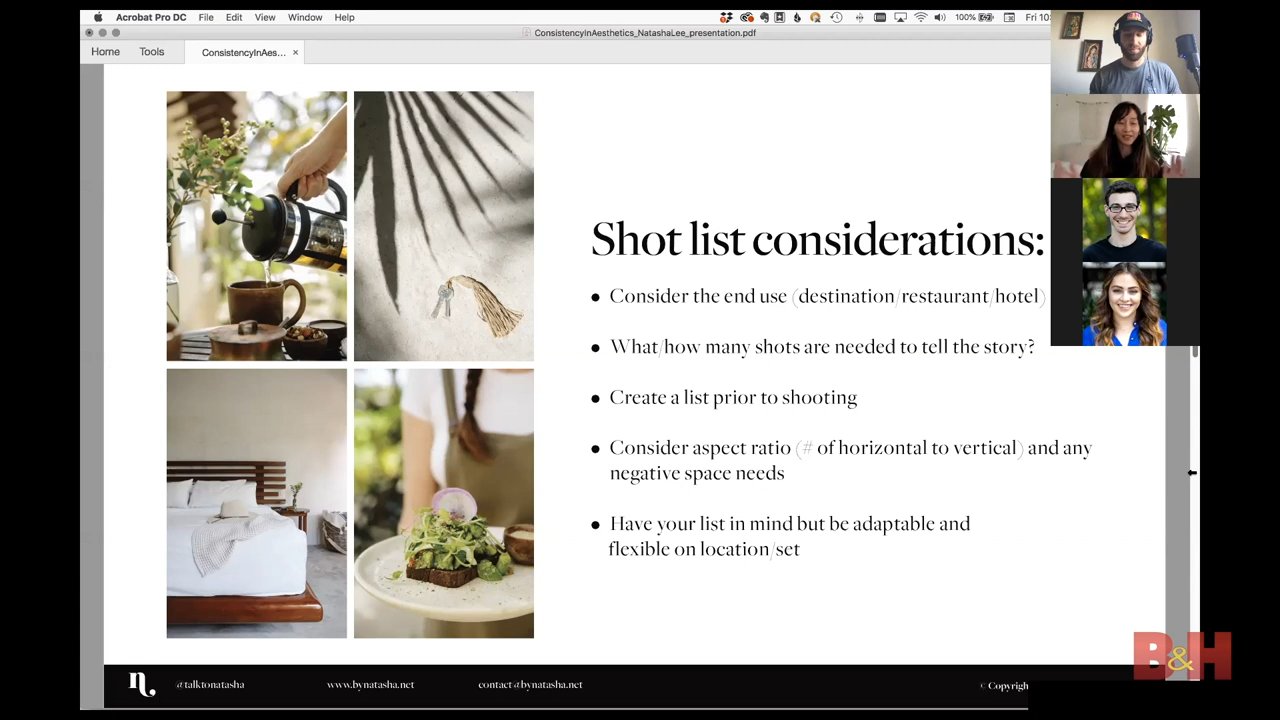 Acrobat Pro DC File Edit View Window Help 100% Fri 10
ConsistencyInAesthetics_NatashaLee_presentation.pdf
Home Tools ConsistencyInAes... ×
Shot list considerations:
• Consider the end use (destination/restaurant/hotel)
• What/how many shots are needed to tell the story?
• Create a list prior to shooting
• Consider aspect ratio (# of horizontal to vertical) and any
negative space needs
• Have your list in mind but be adaptable and
flexible on location/set
n. @talktonatasha www.bynatasha.net contact@bynatasha.net © Copyrigh
B&H